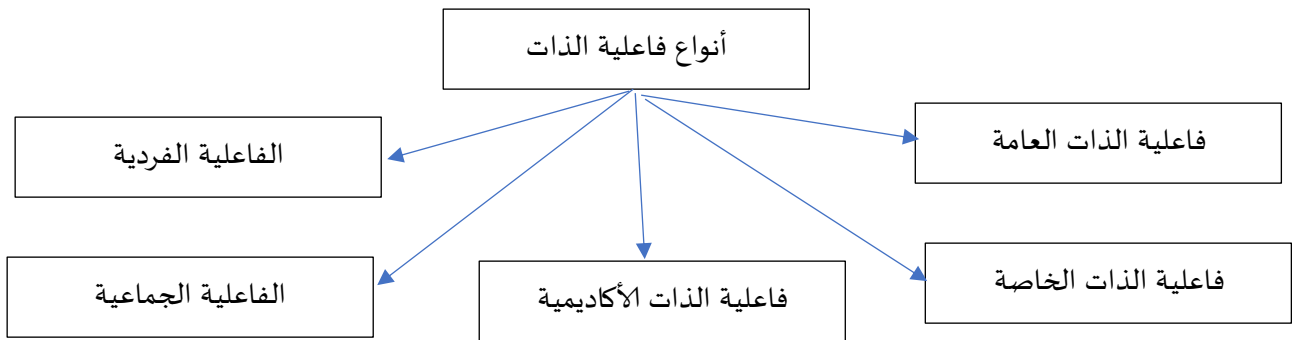 أنواع فاعلية الذات
فاعلية الذات العامة
الفاعلية الفردية
فاعلية الذات الخاصة
فاعلية الذات الأكاديمية
الفاعلية الجماعية